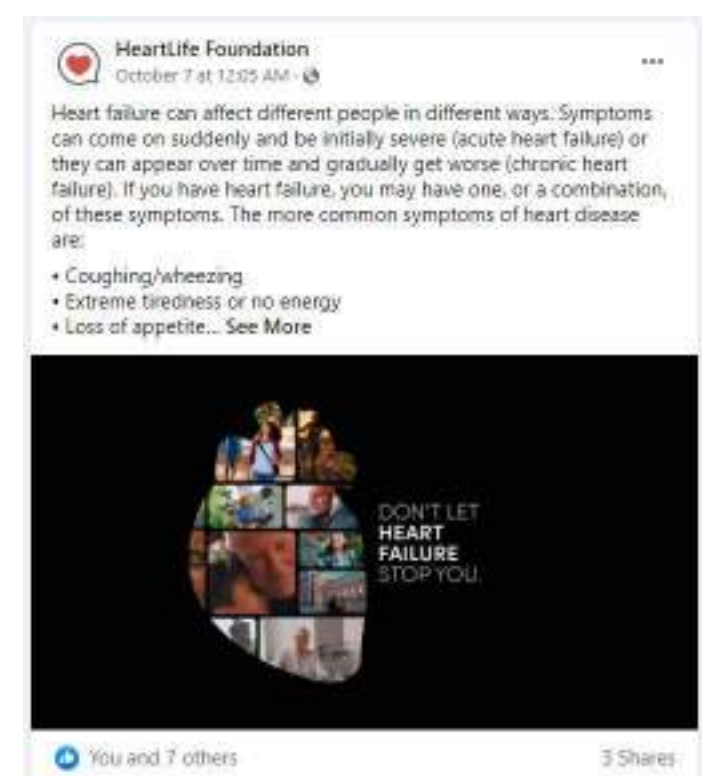 HeartLife Foundation
October 7 at 12:05 AM ·
Heart failure can affect different people in different ways. Symptoms
can come on suddenly and be initially severe (acute heart failure) or
they can appear over time and gradually get worse (chronic heart
failure). If you have heart failure, you may have one, or a combination,
of these symptoms. The more common symptoms of heart disease
are:
• Coughing/wheezing
• Extreme tiredness or no energy
• Loss of appetite... See More
DON'T LET
HEART
FAILURE
STOP YOU.
You and 7 others
3 Shares